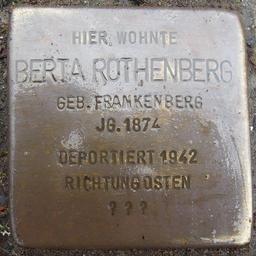 HIER WOHNTE
BERTA ROTHENBERG
GEB. FRANKENBERG
JG. 1874
DEPORTIERT 1942
RICHTUNG OSTEN
? ? ?